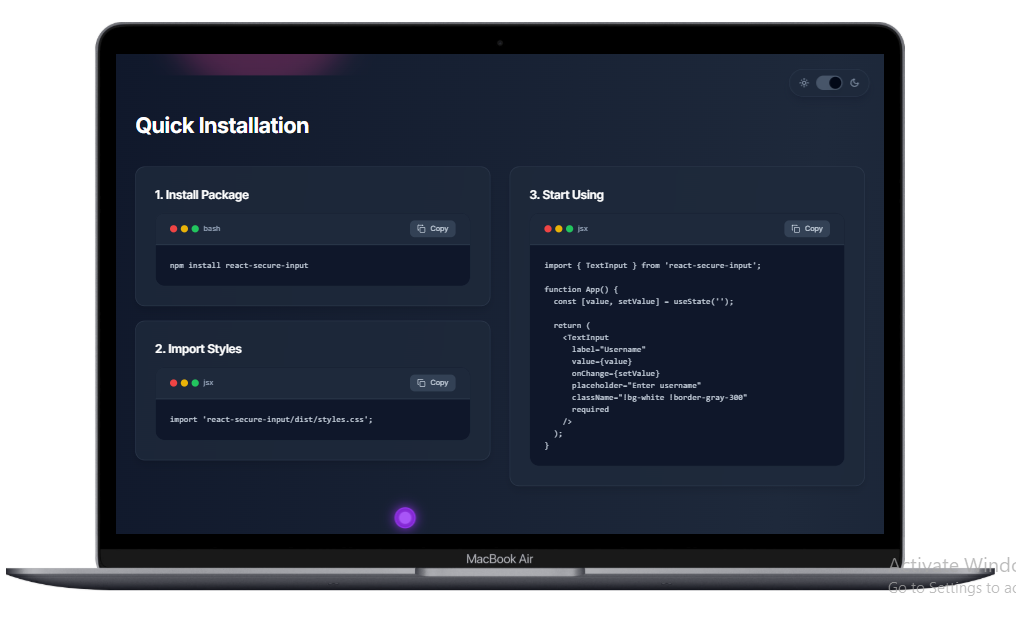 Quick Installation
1. Install Package
bash
Copy
npm install react-secure-input
2. Import Styles
jsx
Copy
import 'react-secure-input/dist/styles.css';
3. Start Using
jsx
Copy
import { TextInput } from 'react-secure-input';
function App() {
const [value, setValue] = useState('');
return (
<TextInput
label="Username"
value={value}
onChange={setValue}
placeholder="Enter username"
className="!bg-white !border-gray-300"
required
/>
);
}
MacBook Air
Activate Windo
Go to Settings to ac